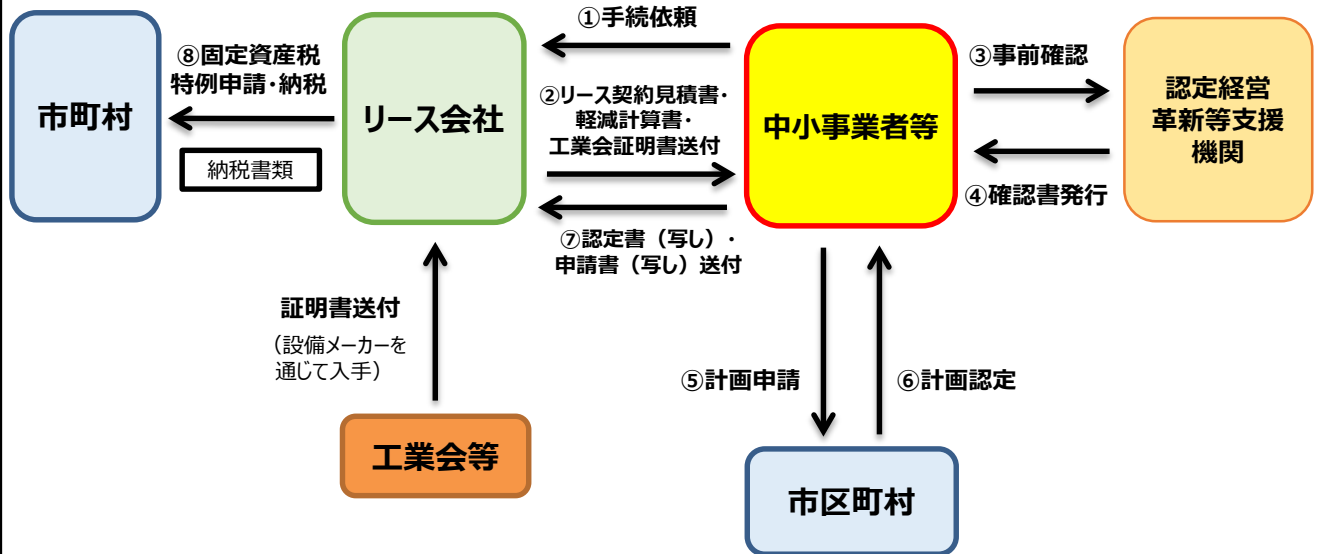 ①手続依頼
⑧固定資産税
特例申請・納税
市町村
納税書類
リース会社
②リース契約見積書・
軽減計算書・
工業会証明書送付
中小事業者等
③事前確認
認定経営
革新等支援
機関
④確認書発行
⑦認定書（写し）・
申請書（写し）送付
証明書送付
（設備メーカーを
通じて入手）
⑤計画申請
⑥計画認定
工業会等
市区町村